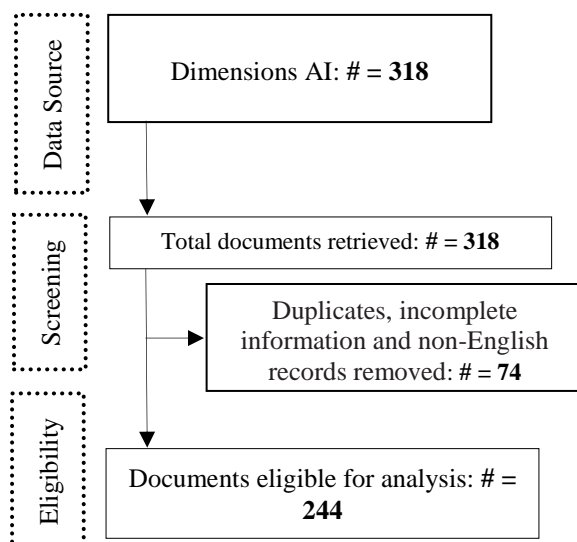 Data Source
Dimensions AI: # = 318
Screening
Total documents retrieved: # = 318
Duplicates, incomplete
information and non-English
records removed: # = 74
Eligibility
Documents eligible for analysis: # =
244